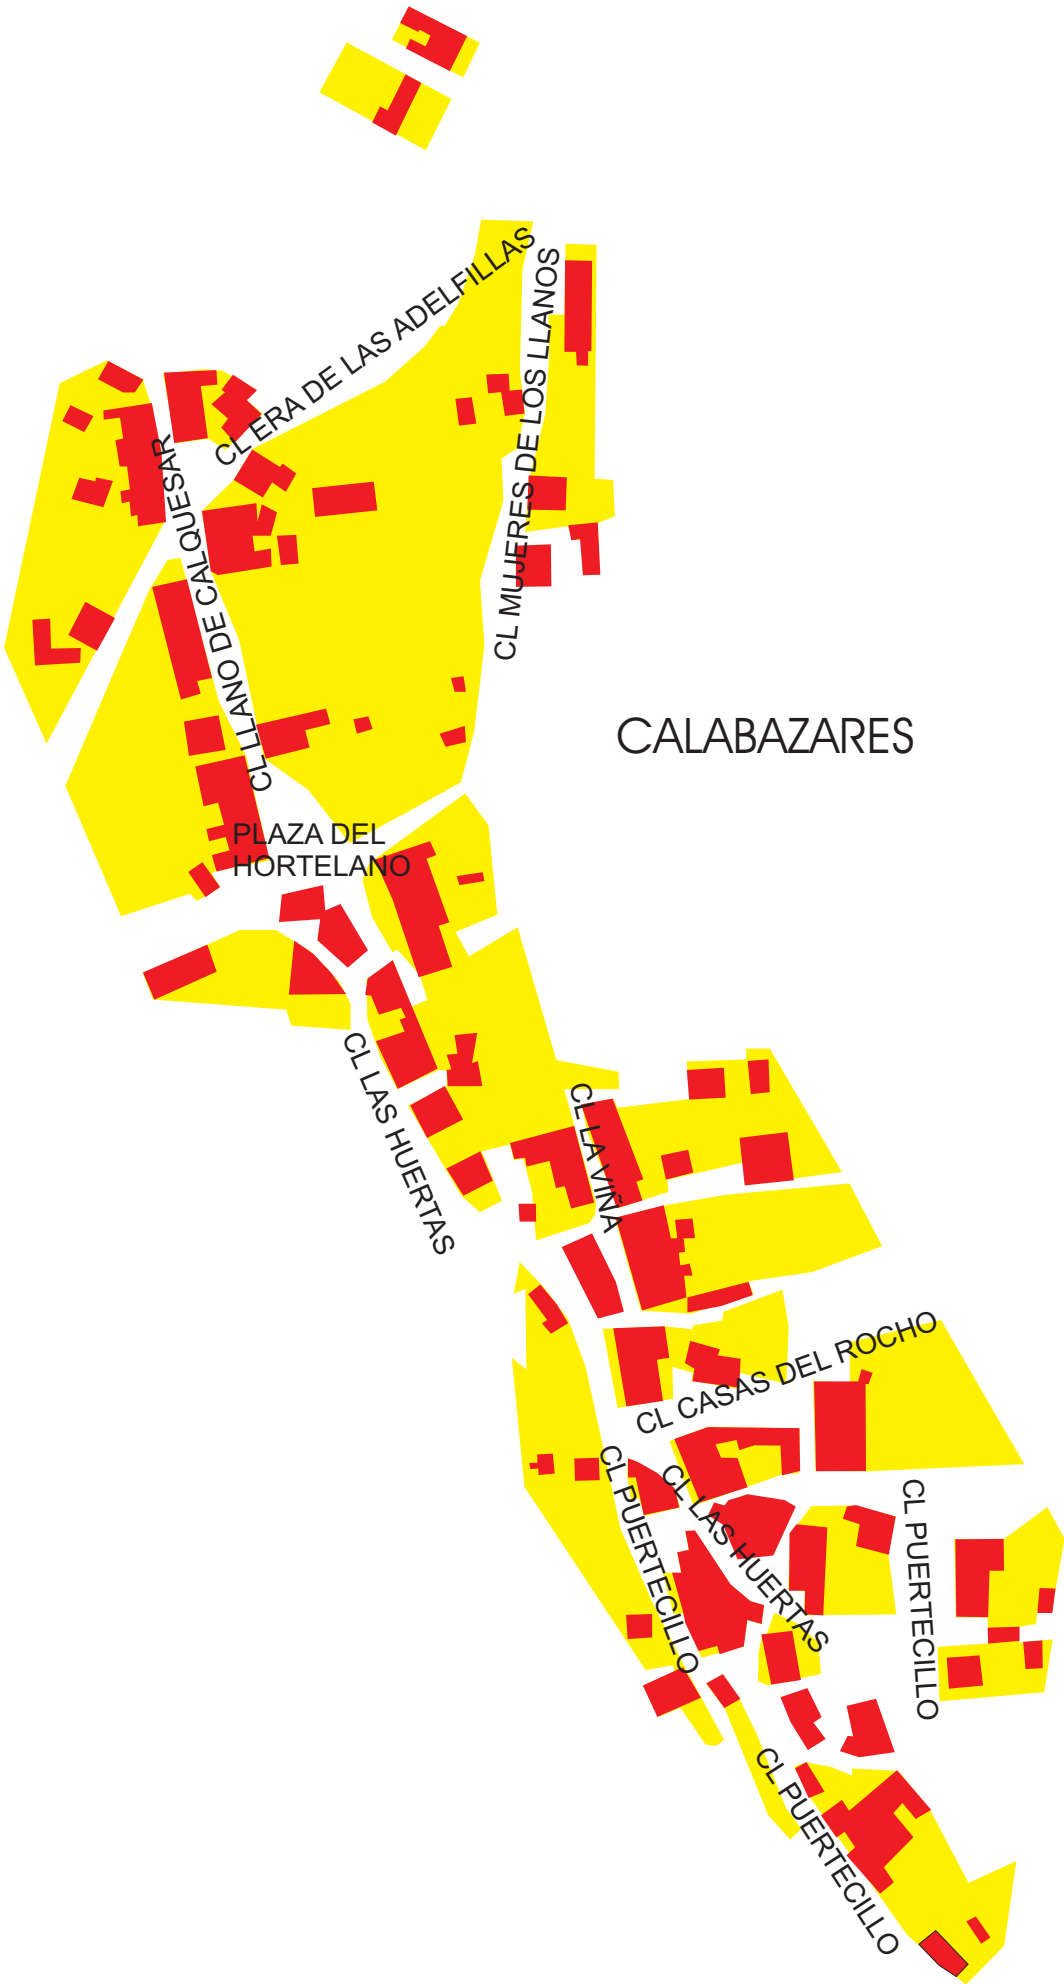 CL ERA DE LAS ADELFILLAS
CL MUJERES DE LOS LLANOS
CL LLANO DE CALQUESAR
CALABAZARES
PLAZA DEL
HORTELANO
CL LAS HUERTAS
CL LA VIÑA
CL CASAS DEL ROCHO
CL PUERTECILLO
CL LAS HUERTAS
CL PUERTECILLO
CL PUERTECILLO